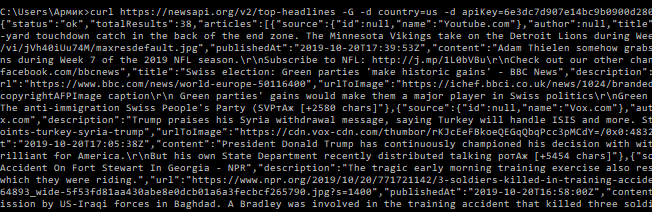 C:\Users\Армик>curl https://newsapi.org/v2/top-headlines -G -d country=us -d apiKey=6e3dc7d907e14bc9b0900d280
{"status":"ok","totalResults":38,"articles":[{"source":{"id":null,"name":"Youtube.com"},"author":null,"title"
-yard touchdown catch in the back of the end zone. The Minnesota Vikings take on the Detroit Lions during Wee
/vi/jVh40iUu74M/maxresdefault.jpg","publishedAt":"2019-10-20T17:39:53Z","content":"Adam Thielen somehow grabs
ns during Week 7 of the 2019 NFL season.\r\nSubscribe to NFL: http://j.mp/1L0bVBu\r\nCheck out our other chan
facebook.com/bbcnews","title":"Swiss election: Green parties 'make historic gains' - BBC News","description":
rl":"https://www.bbc.com/news/world-europe-50116400","urlToImage":"https://ichef.bbci.co.uk/news/1024/branded
copyrightAFPImage caption\r\n Green parties' gains would make them a major player in Swiss politics\r\nGreen
The anti-immigration Swiss People's Party (SVPтАж [+2580 chars]"},{"source":{"id":null,"name":"Vox.com"},"aut
x.com","description":"Trump praises his Syria withdrawal message, saying Turkey will handle ISIS and more. St
oints-turkey-syria-trump","urlToImage":"https://cdn.vox-cdn.com/thumbor/rKJcEeFBkoeQEGqQbqPcc3pMCdY=/0x0:4832
t":"2019-10-20T17:05:38Z","content":"President Donald Trump has continuously championed his decision with wit
rilliant for America.\r\nBut his own State Department recently distributed talking poтАж [+5454 chars]"},{"so
Accident On Fort Stewart In Georgia - NPR","description":"The tragic early morning training exercise also res
which they were riding.","url":"https://www.npr.org/2019/10/20/771721142/3-soldiers-killed-in-training-accide
64893_wide-5f53fd81aa43babe8e0dcb01a6a3fecbcf265790.jpg?s=1400","publishedAt":"2019-10-20T16:58:00Z","content
ission by US-Iraqi forces in Baghdad. A Bradley was involved in the training accident that killed three soldi